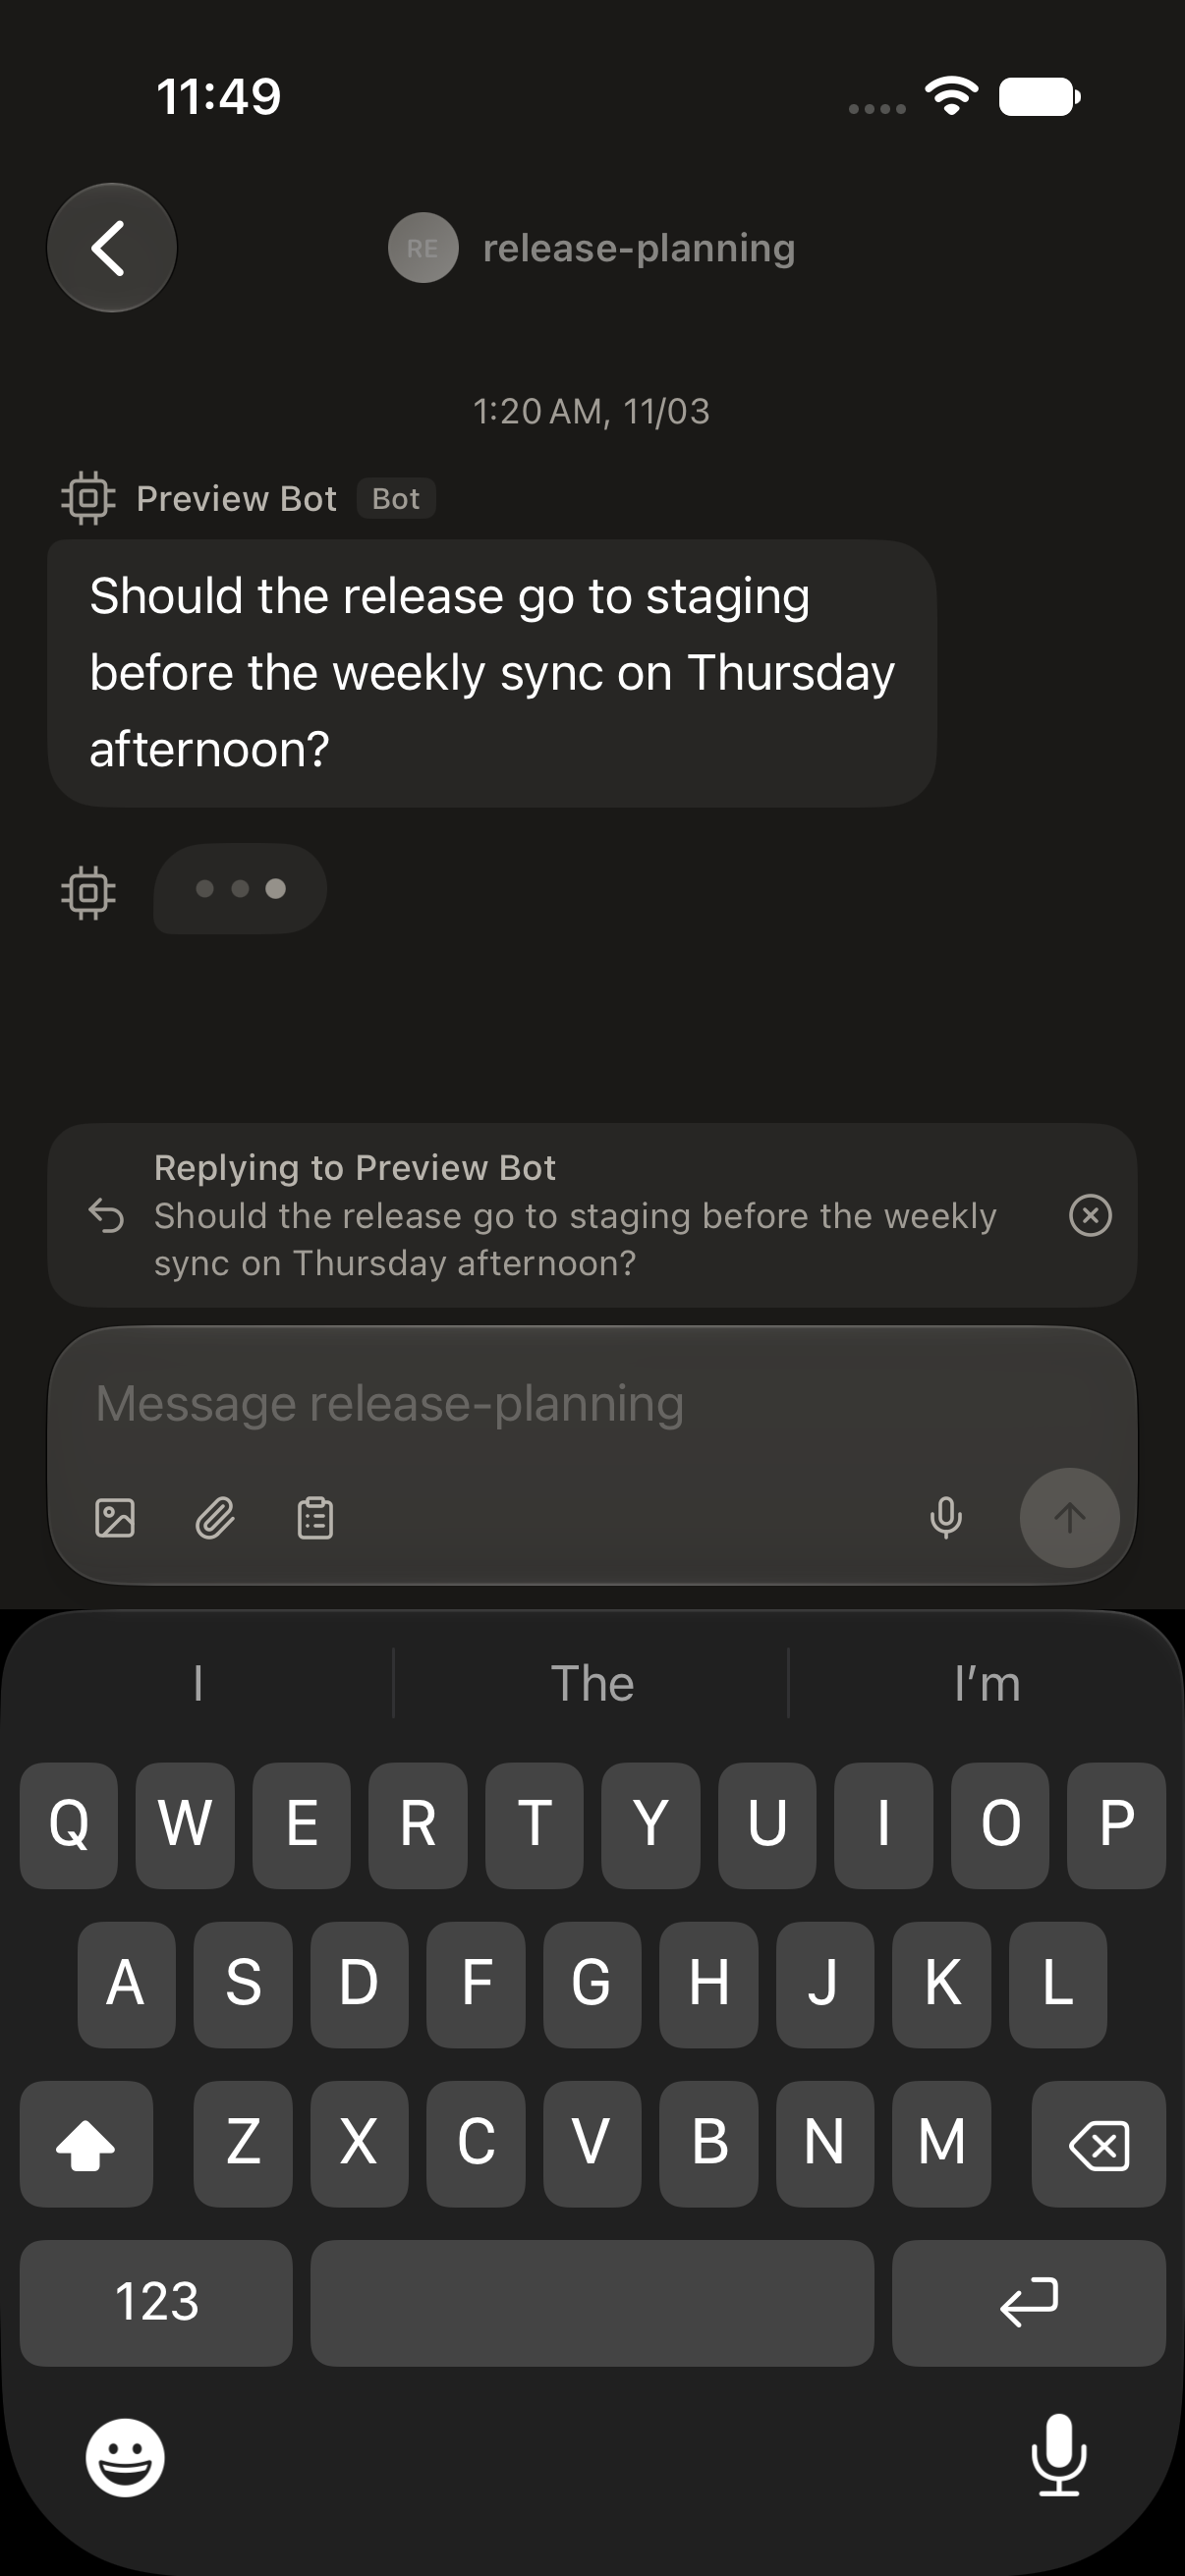 11:49
RE release-planning
1:20 AM, 11/03
Preview Bot Bot
Should the release go to staging
before the weekly sync on Thursday
afternoon?
Replying to Preview Bot
Should the release go to staging before the weekly
sync on Thursday afternoon?
Message release-planning
I The I’m
Q W E R T Y U I O P
A S D F G H J K L
Z X C V B N M
123